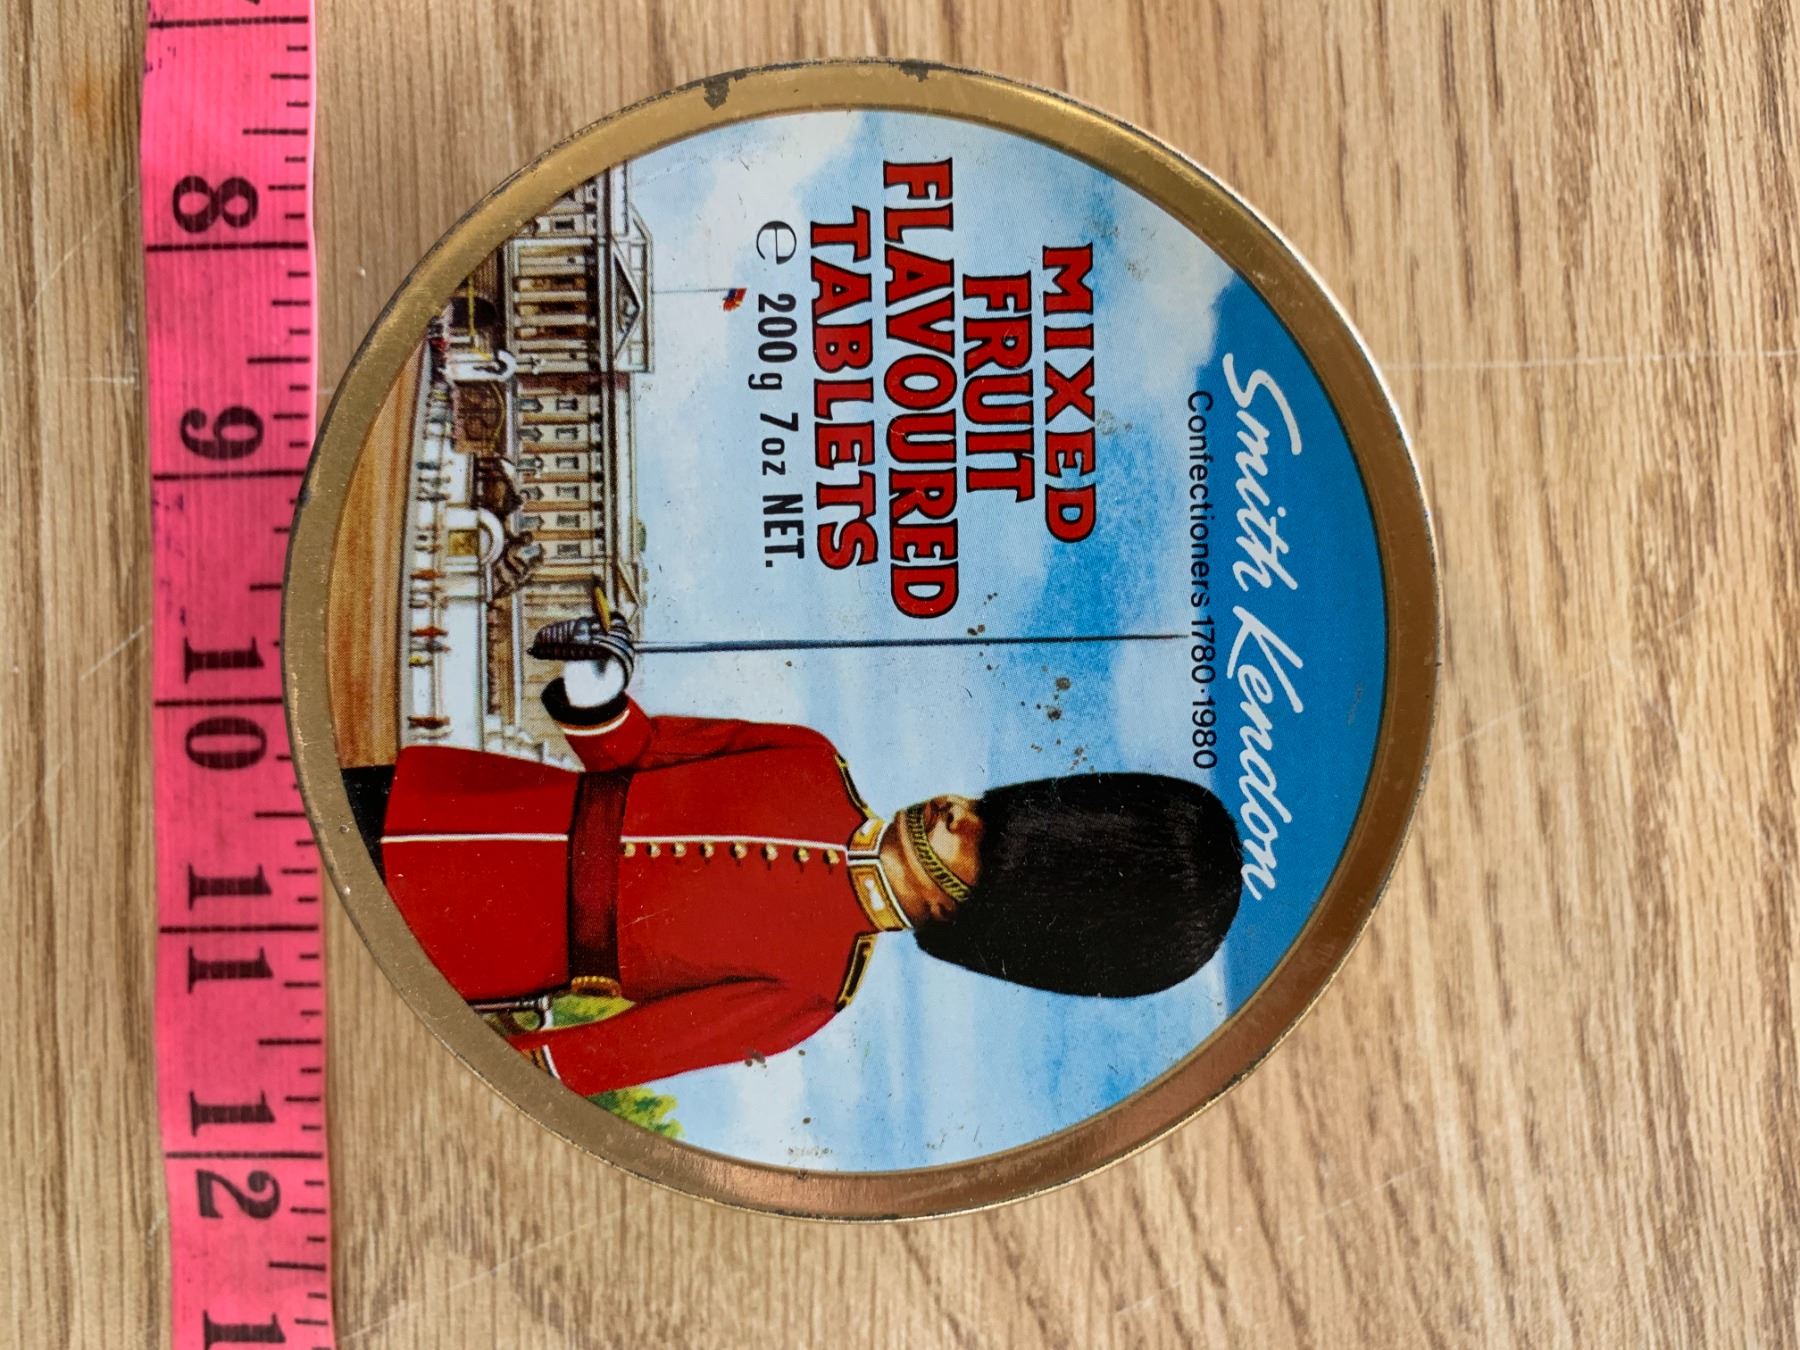 Smith Kendon
Confectioners 1780-1980
MIXED
FRUIT
FLAVOURED
TABLETS
e 200g 7oz NET.
8
9
10
11
12